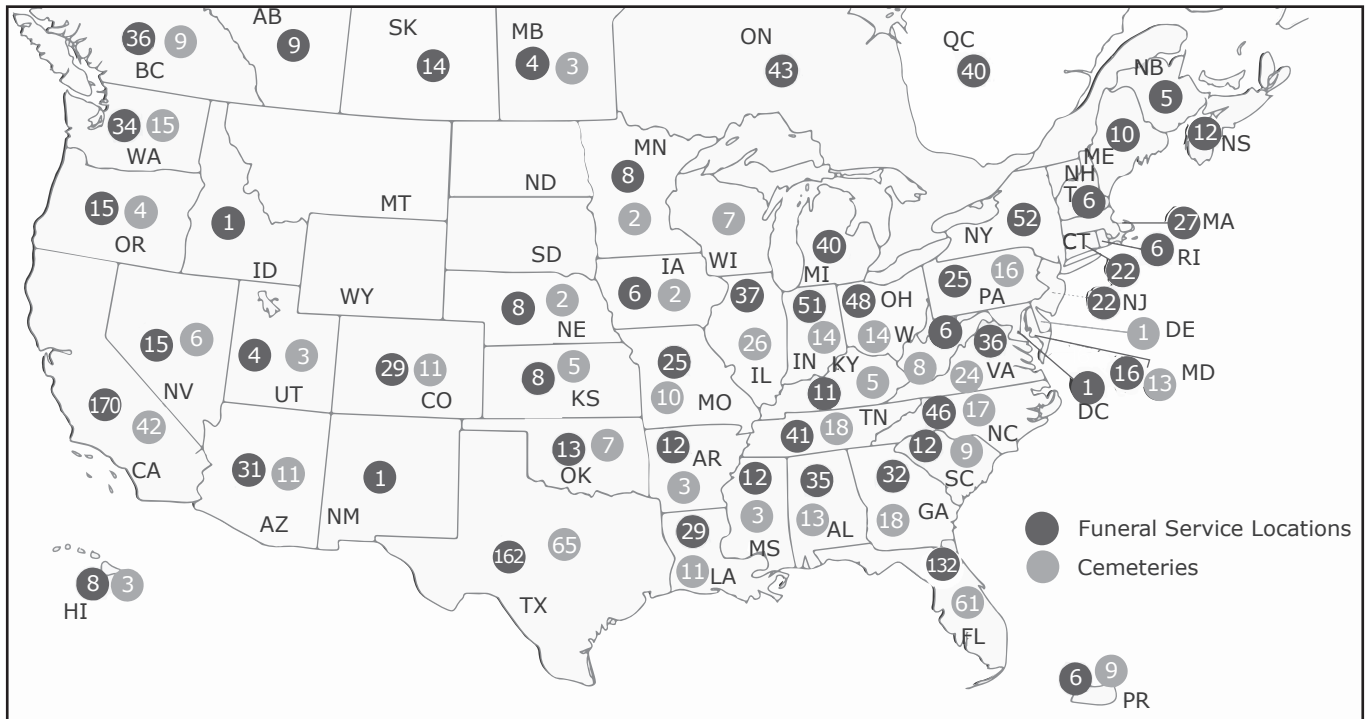 AB
36
9
BC
9
SK
14
MB
4
3
ON
43
QC
40
NB
5
12
NS
34
15
WA
MN
8
2
ND
MT
10
ME
NH
T
6
15
4
OR
1
ID
SD
7
WI
40
MI
NY
52
27
MA
CT
6
RI
22
22
NJ
WY
8
2
NE
IA
6
2
37
26
IL
51
14
IN
48
OH
14
W
25
16
PA
6
8
36
VA
24
1
DE
16
13
MD
1
DC
15
6
NV
4
3
UT
29
11
CO
8
5
KS
25
10
MO
KY
11
5
170
42
CA
31
11
AZ
1
NM
13
7
OK
12
AR
3
41
18
TN
46
17
NC
12
9
SC
12
3
MS
35
13
AL
32
18
GA
29
11
LA
162
65
TX
132
61
FL
8
3
HI
6
9
PR
Funeral Service Locations
Cemeteries